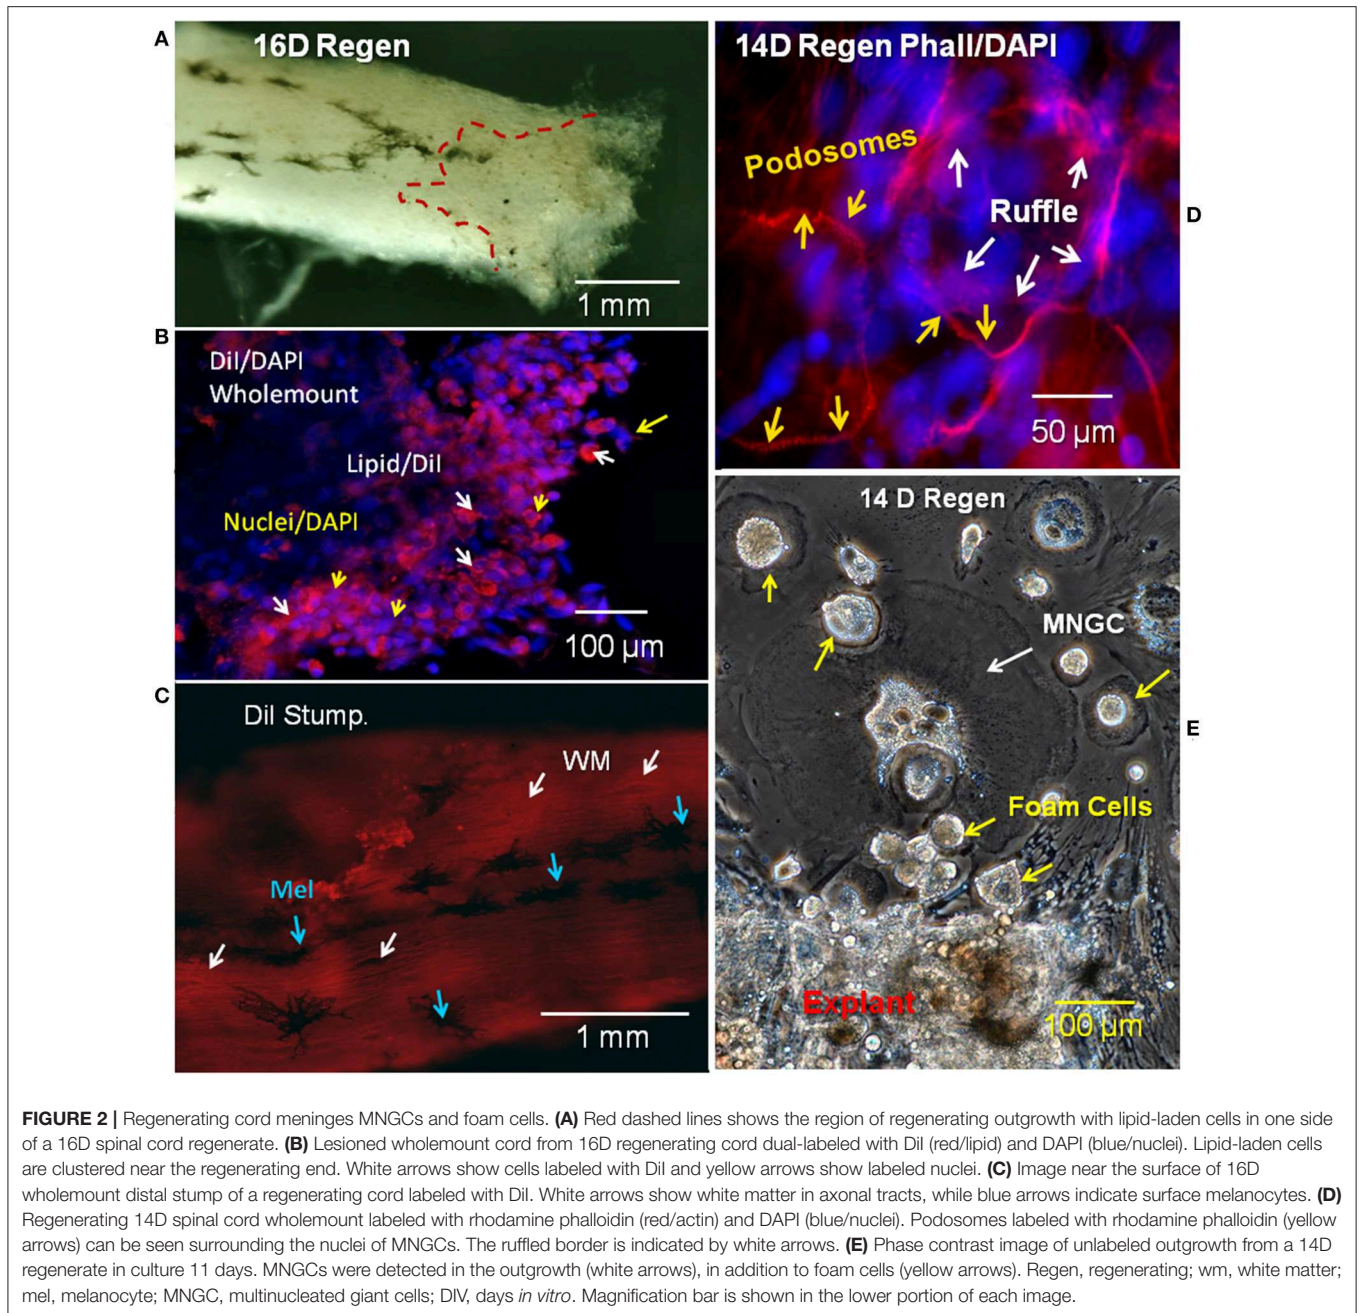 A
16D Regen
1 mm
B
DiI/DAPI
Wholemount
Lipid/DiI
Nuclei/DAPI
100 µm
C
DiI Stump.
WM
Mel
1 mm
14D Regen Phall/DAPI
Podosomes
Ruffle
D
50 µm
14 D Regen
MNGC
E
Foam Cells
Explant
100 µm
FIGURE 2 | Regenerating cord meninges MNGCs and foam cells. (A) Red dashed lines shows the region of regenerating outgrowth with lipid-laden cells in one side
of a 16D spinal cord regenerate. (B) Lesioned wholemount cord from 16D regenerating cord dual-labeled with DiI (red/lipid) and DAPI (blue/nuclei). Lipid-laden cells
are clustered near the regenerating end. White arrows show cells labeled with DiI and yellow arrows show labeled nuclei. (C) Image near the surface of 16D
wholemount distal stump of a regenerating cord labeled with DiI. White arrows show white matter in axonal tracts, while blue arrows indicate surface melanocytes. (D)
Regenerating 14D spinal cord wholemount labeled with rhodamine phalloidin (red/actin) and DAPI (blue/nuclei). Podosomes labeled with rhodamine phalloidin (yellow
arrows) can be seen surrounding the nuclei of MNGCs. The ruffled border is indicated by white arrows. (E) Phase contrast image of unlabeled outgrowth from a 14D
regenerate in culture 11 days. MNGCs were detected in the outgrowth (white arrows), in addition to foam cells (yellow arrows). Regen, regenerating; wm, white matter;
mel, melanocyte; MNGC, multinucleated giant cells; DIV, days in vitro. Magnification bar is shown in the lower portion of each image.